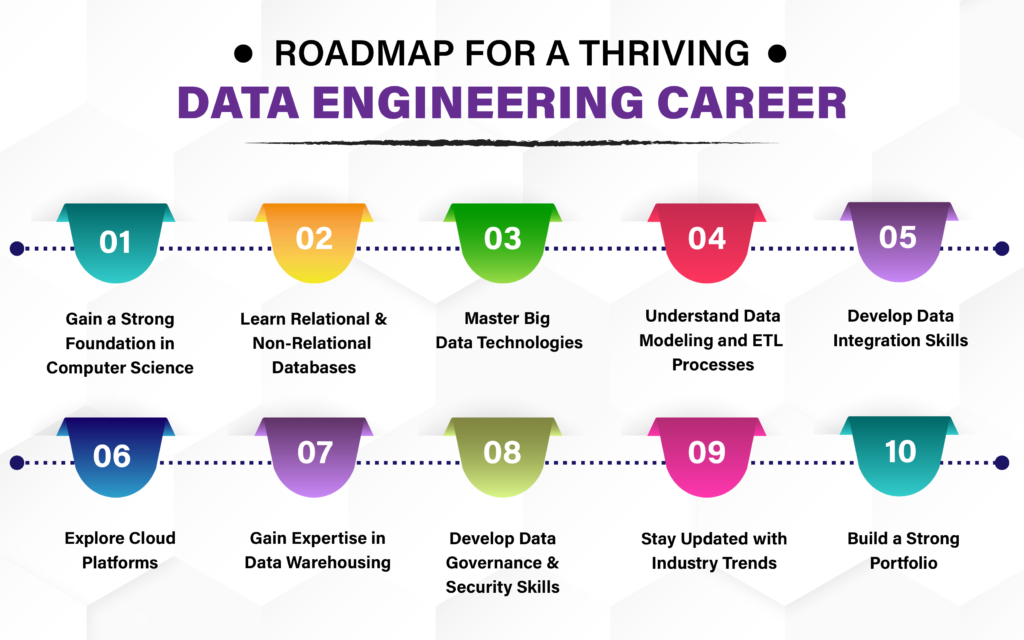 ROADMAP FOR A THRIVING
DATA ENGINEERING CAREER
01
Gain a Strong
Foundation in
Computer Science
02
Learn Relational &
Non-Relational
Databases
03
Master Big
Data Technologies
04
Understand Data
Modeling and ETL
Processes
05
Develop Data
Integration Skills
06
Explore Cloud
Platforms
07
Gain Expertise in
Data Warehousing
08
Develop Data
Governance &
Security Skills
09
Stay Updated with
Industry Trends
10
Build a Strong
Portfolio